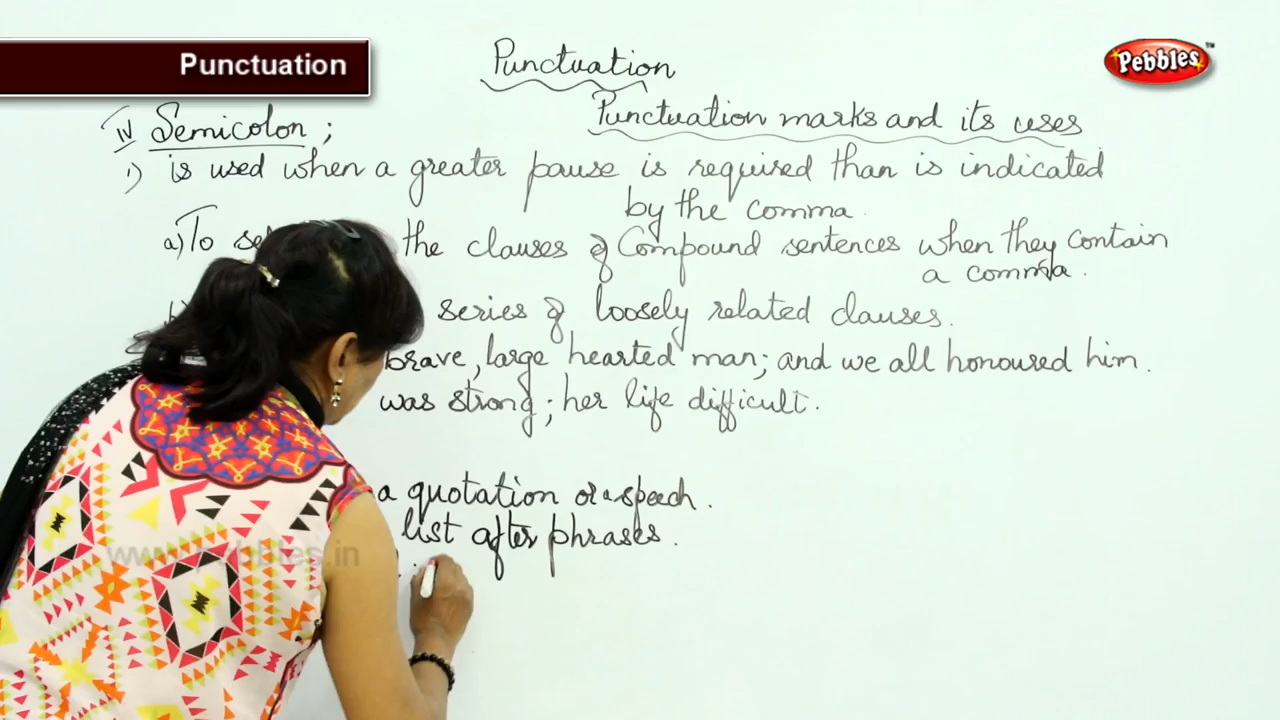 Punctuation
Pebbles™
Punctuation
Punctuation marks and its uses
IV Semicolon ;
i) is used when a greater pause is required than is indicated
by the comma.
a) To the clauses of Compound sentences when they contain
a comma.
series of loosely related clauses.
brave, large hearted man; and we all honoured him.
was strong; her life difficult.
a quotation or a speech.
list after phrases.
www.pebbles.in